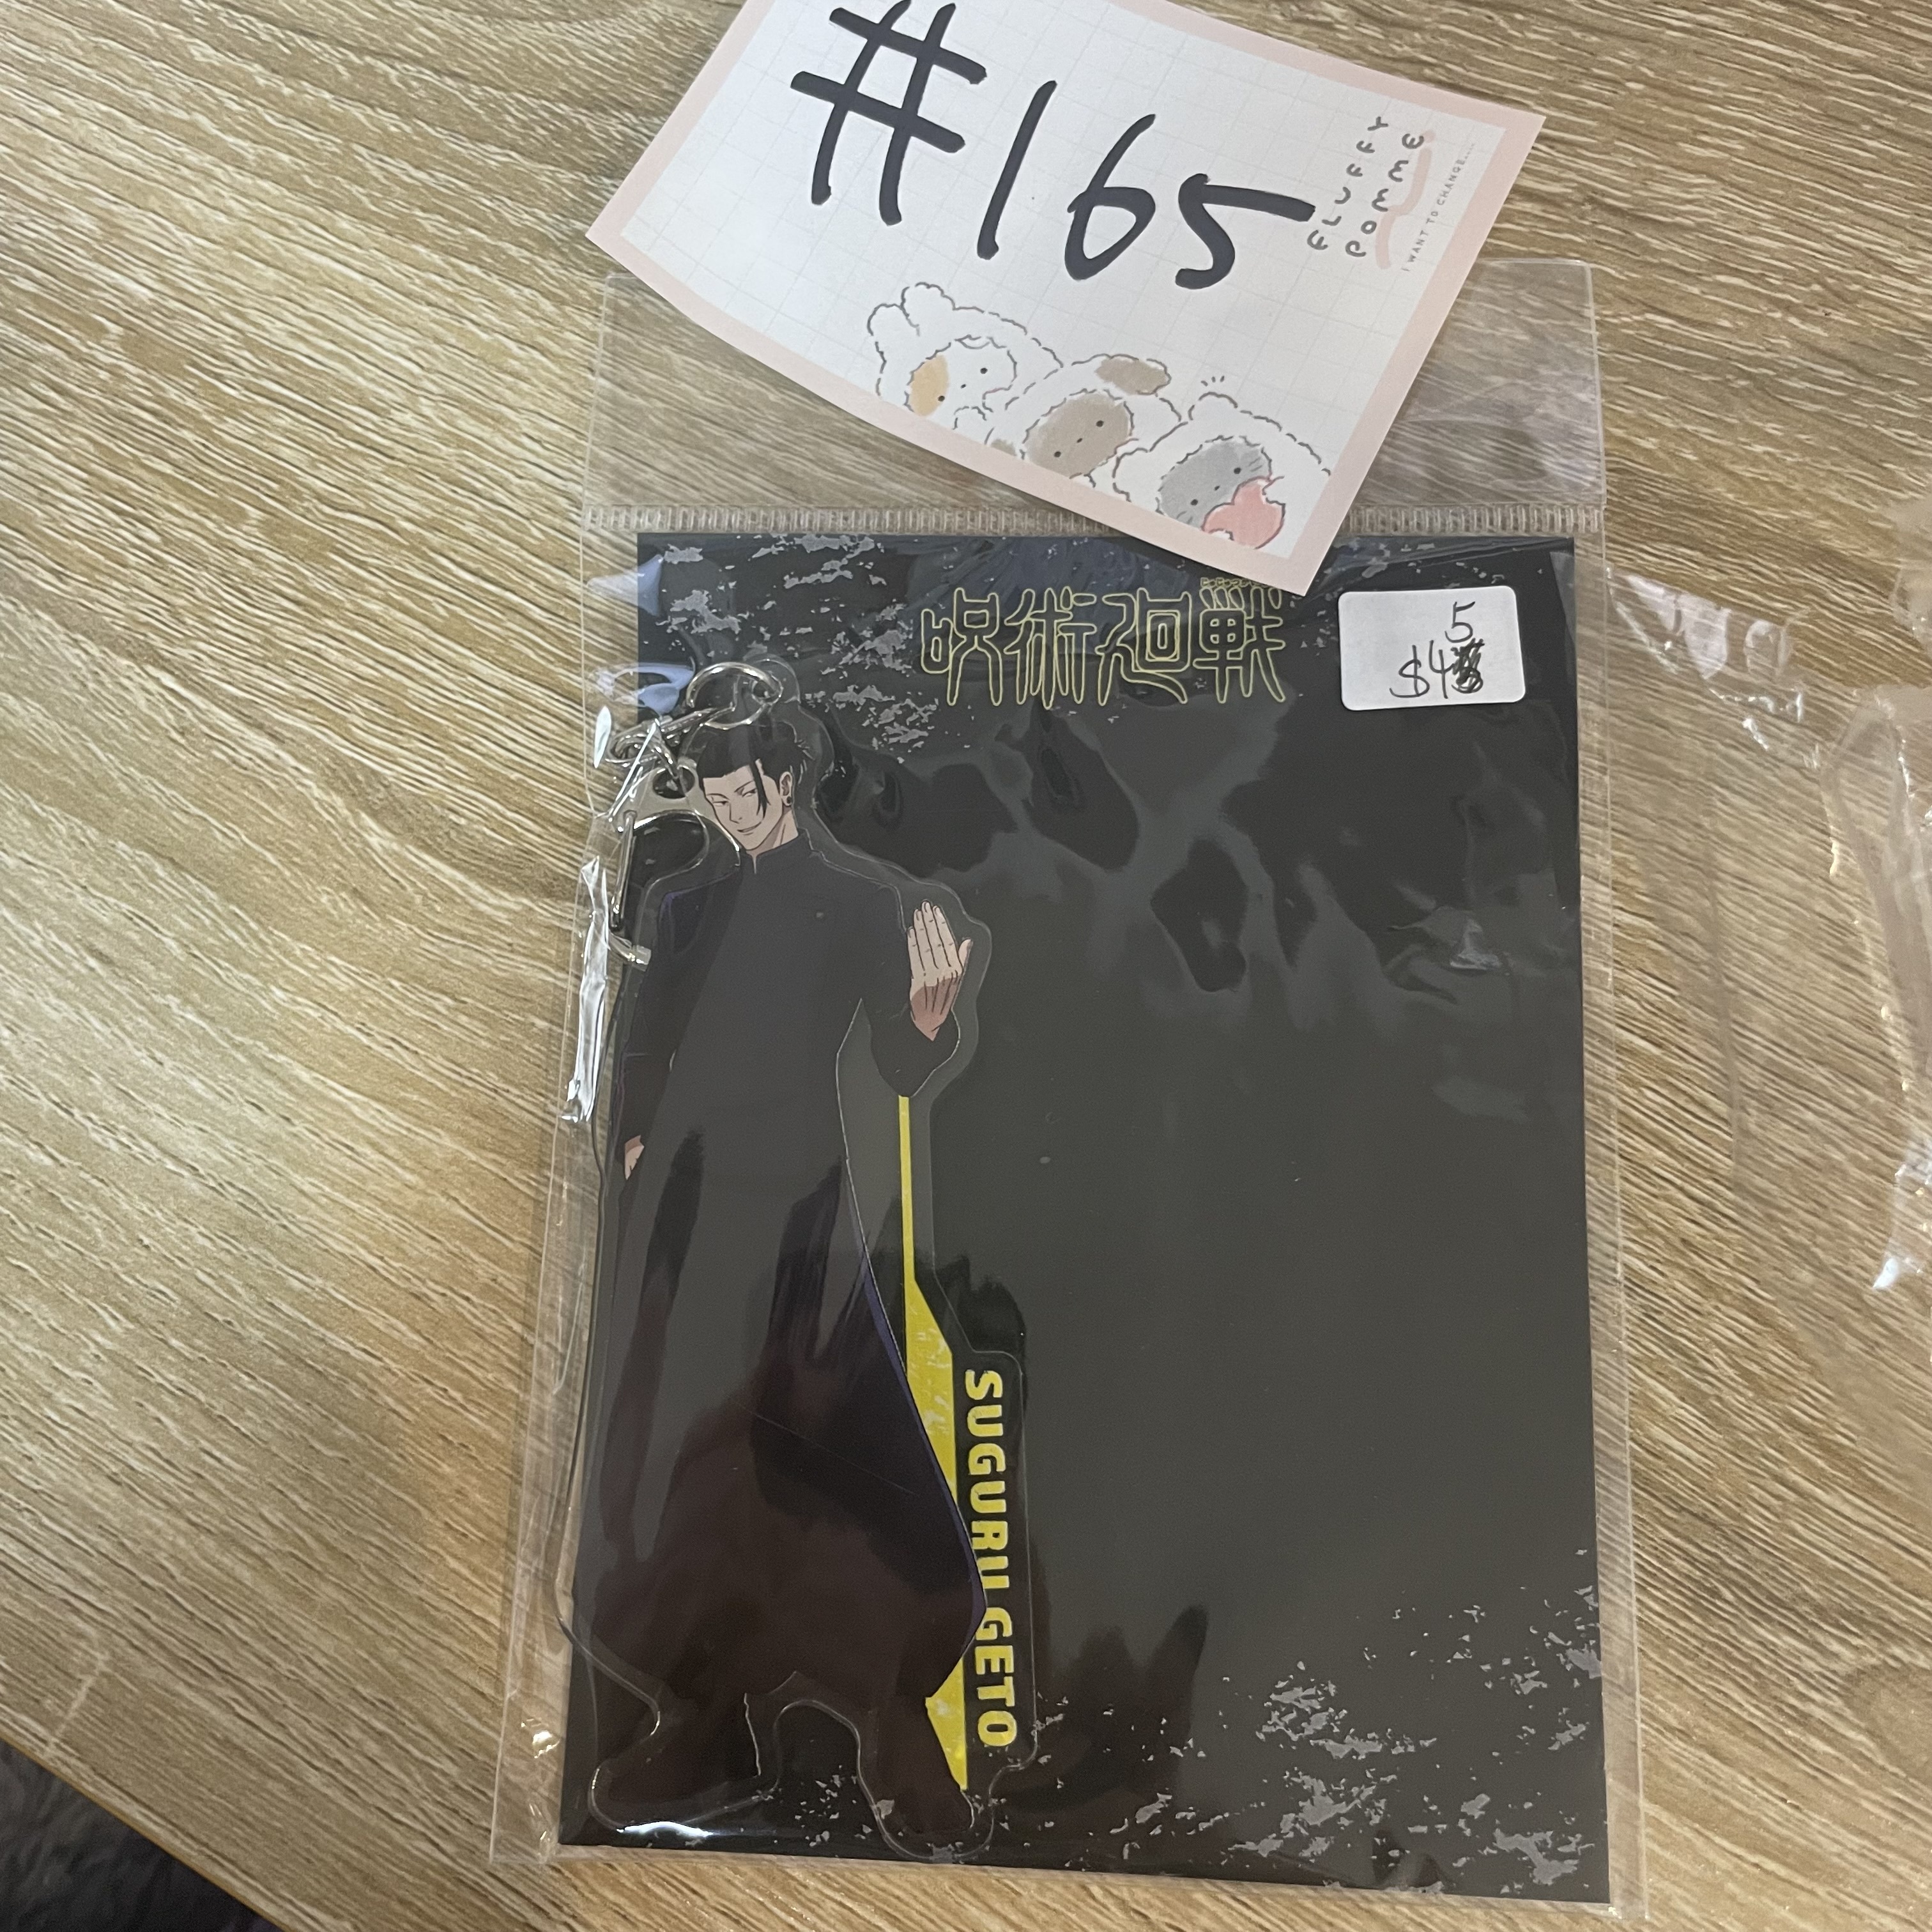 #165
FLUFFY
POMME
I WANT TO CHANGE....
呪術廻戦
5
$4
SUGURU GETO